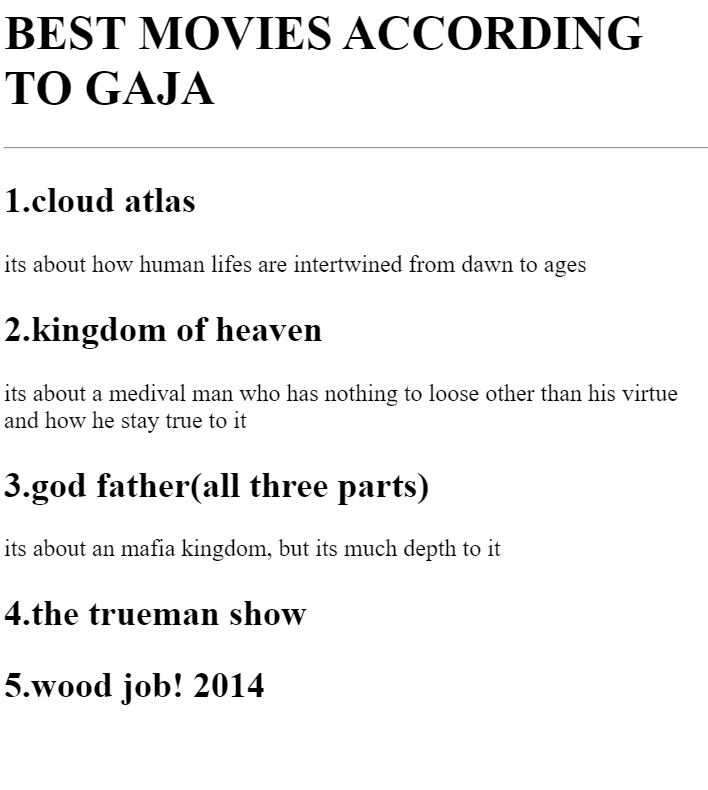 BEST MOVIES ACCORDING
TO GAJA
1.cloud atlas
its about how human lifes are intertwined from dawn to ages
2.kingdom of heaven
its about a medival man who has nothing to loose other than his virtue
and how he stay true to it
3.god father(all three parts)
its about an mafia kingdom, but its much depth to it
4.the trueman show
5.wood job! 2014